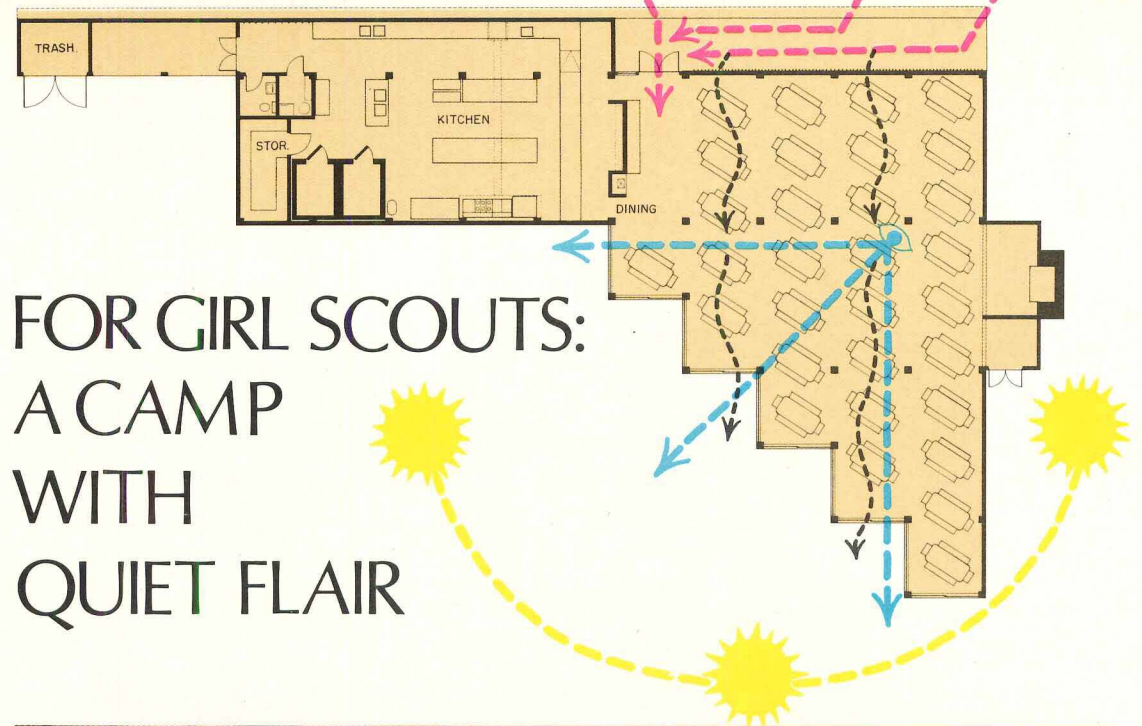 TRASH.
KITCHEN
STOR.
DINING
FOR GIRL SCOUTS:
A CAMP
WITH
QUIET FLAIR